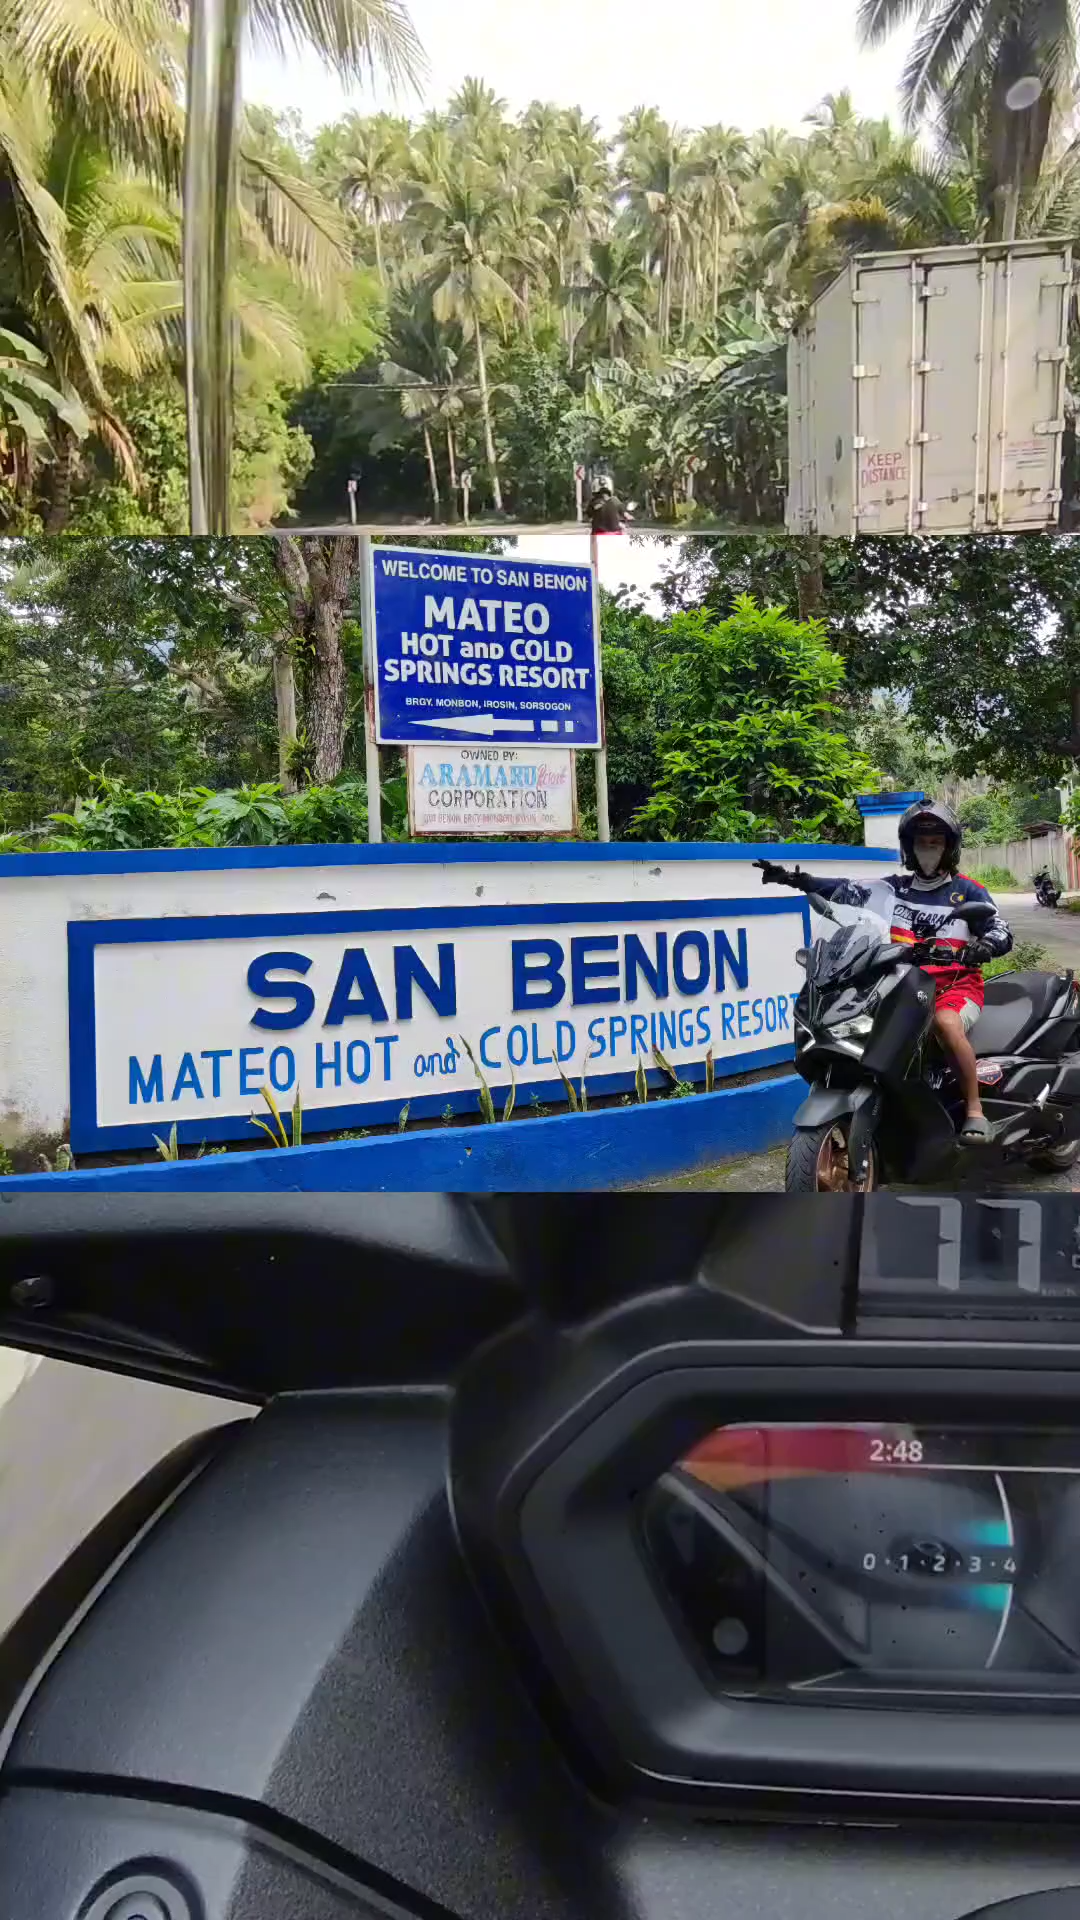 KEEP
DISTANCE
WELCOME TO SAN BENON
MATEO
HOT and COLD
SPRINGS RESORT
BRGY. MONBON, IROSIN, SORSOGON
OWNED BY:
ARAMARU
CORPORATION
SAN BENON
MATEO HOT and COLD SPRINGS RESORT
77
2:48
0 · 1 · 2 · 3 · 4